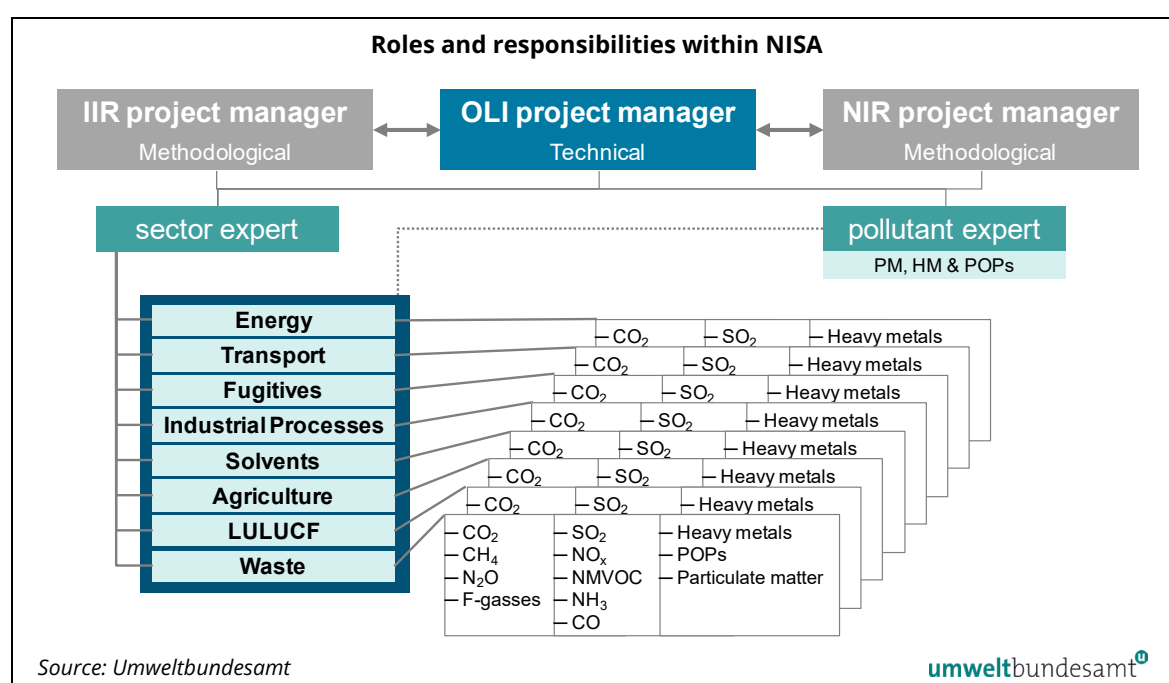 Roles and responsibilities within NISA
IIR project manager
Methodological
OLI project manager
Technical
NIR project manager
Methodological
sector expert
pollutant expert
PM, HM & POPs
Energy
Transport
Fugitives
Industrial Processes
Solvents
Agriculture
LULUCF
Waste
– CO₂ – SO₂ – Heavy metals
– CO₂ – SO₂ – Heavy metals
– CO₂ – SO₂ – Heavy metals
– CO₂ – SO₂ – Heavy metals
– CO₂ – SO₂ – Heavy metals
– CO₂ – SO₂ – Heavy metals
– CO₂ – SO₂ – Heavy metals
– CO₂ – SO₂ – Heavy metals
– CH₄ – NOₓ – POPs
– N₂O – NMVOC – Particulate matter
– F-gasses – NH₃
– CO
Source: Umweltbundesamt
umweltbundesamt ᵘ